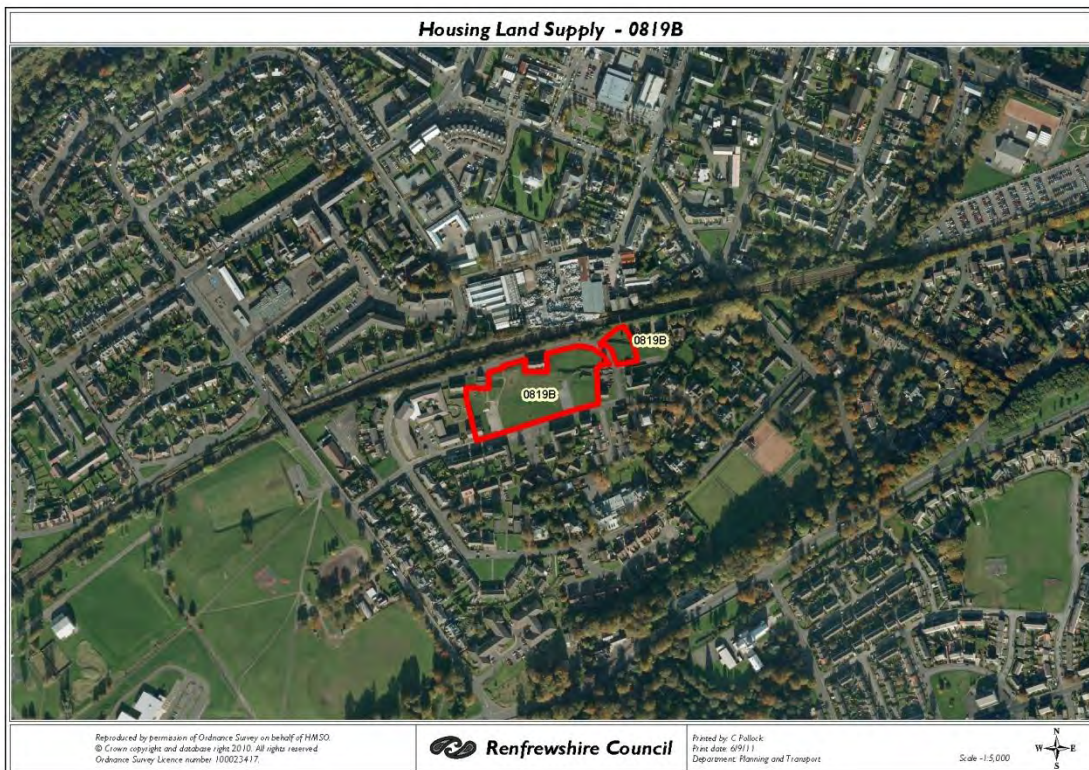 Housing Land Supply - 0819B
0819B
0819B
Reproduced by permission of Ordnance Survey on behalf of HMSO.
© Crown copyright and database right 2010. All rights reserved
Ordnance Survey Licence number 100023417.
Renfrewshire Council
Printed by: C Pollock
Print date: 6/9/11
Department: Planning and Transport
Scale -1:5,000
N
W E
S